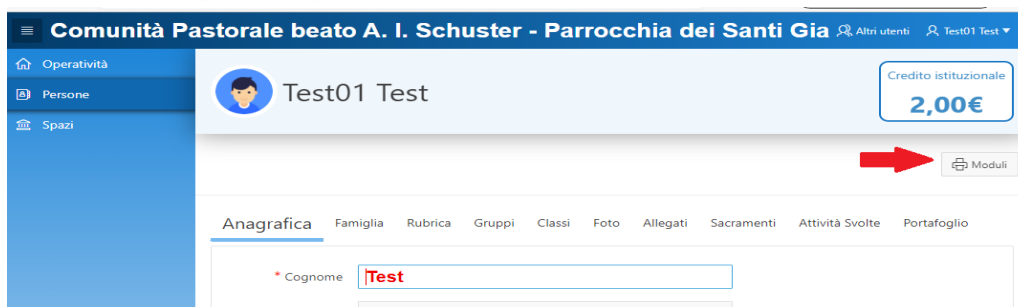 Comunità Pastorale beato A. I. Schuster - Parrocchia dei Santi Gia Altri utenti Test01 Test
Operatività
Persone
Spazi
Test01 Test
Credito istituzionale
2,00€
Moduli
Anagrafica Famiglia Rubrica Gruppi Classi Foto Allegati Sacramenti Attività Svolte Portafoglio
* Cognome Test